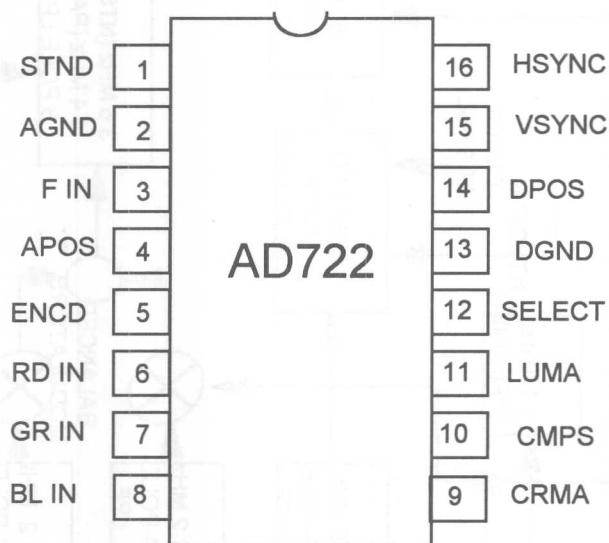 STND 1 16 HSYNC
AGND 2 15 VSYNC
F IN 3 14 DPOS
APOS 4 13 DGND
AD722
ENCD 5 12 SELECT
RD IN 6 11 LUMA
GR IN 7 10 CMPS
BL IN 8 9 CRMA